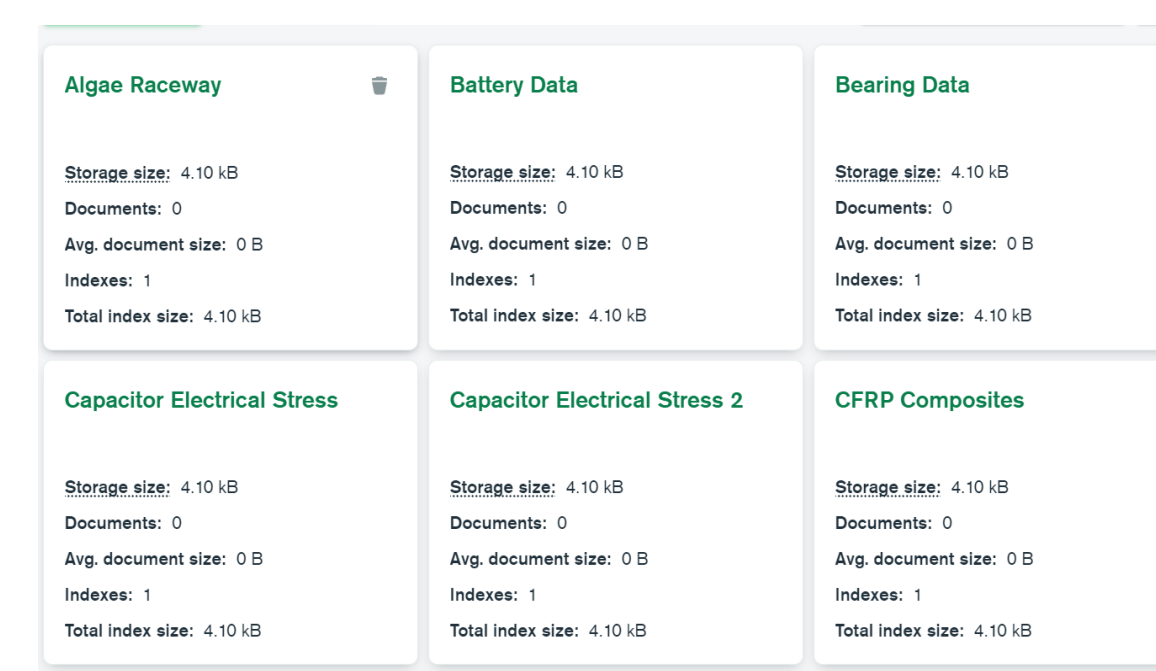 Algae Raceway
Storage size: 4.10 kB
Documents: 0
Avg. document size: 0 B
Indexes: 1
Total index size: 4.10 kB
Battery Data
Storage size: 4.10 kB
Documents: 0
Avg. document size: 0 B
Indexes: 1
Total index size: 4.10 kB
Bearing Data
Storage size: 4.10 kB
Documents: 0
Avg. document size: 0 B
Indexes: 1
Total index size: 4.10 kB
Capacitor Electrical Stress
Storage size: 4.10 kB
Documents: 0
Avg. document size: 0 B
Indexes: 1
Total index size: 4.10 kB
Capacitor Electrical Stress 2
Storage size: 4.10 kB
Documents: 0
Avg. document size: 0 B
Indexes: 1
Total index size: 4.10 kB
CFRP Composites
Storage size: 4.10 kB
Documents: 0
Avg. document size: 0 B
Indexes: 1
Total index size: 4.10 kB